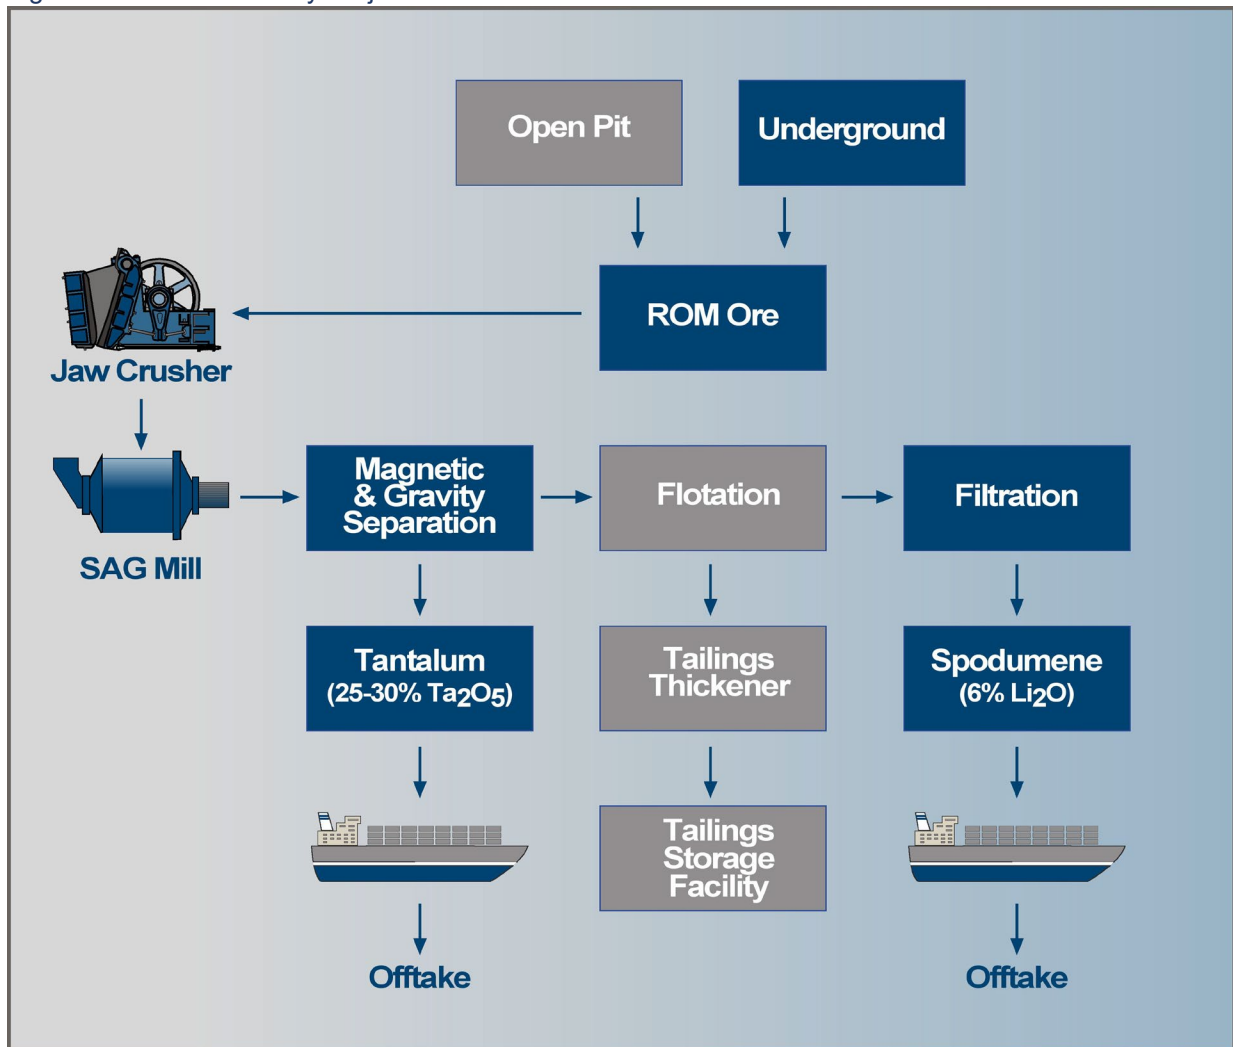 Open Pit
Underground
ROM Ore
Jaw Crusher
SAG Mill
Magnetic
& Gravity
Separation
Flotation
Filtration
Tantalum
(25-30% Ta2O5)
Tailings
Thickener
Spodumene
(6% Li2O)
Tailings
Storage
Facility
Offtake
Offtake